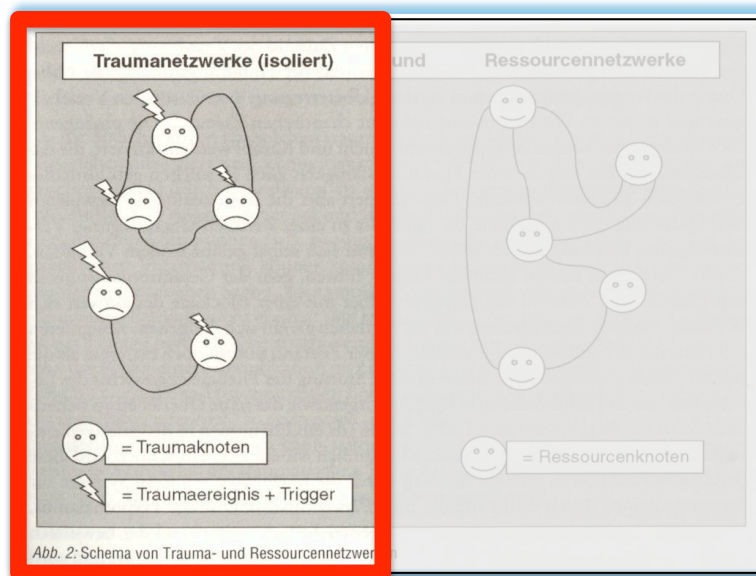 Traumanetzwerke (isoliert) und Ressourcennetzwerke
= Traumaknoten
= Ressourcenknoten
= Traumaereignis + Trigger
Abb. 2: Schema von Trauma- und Ressourcennetzwer n